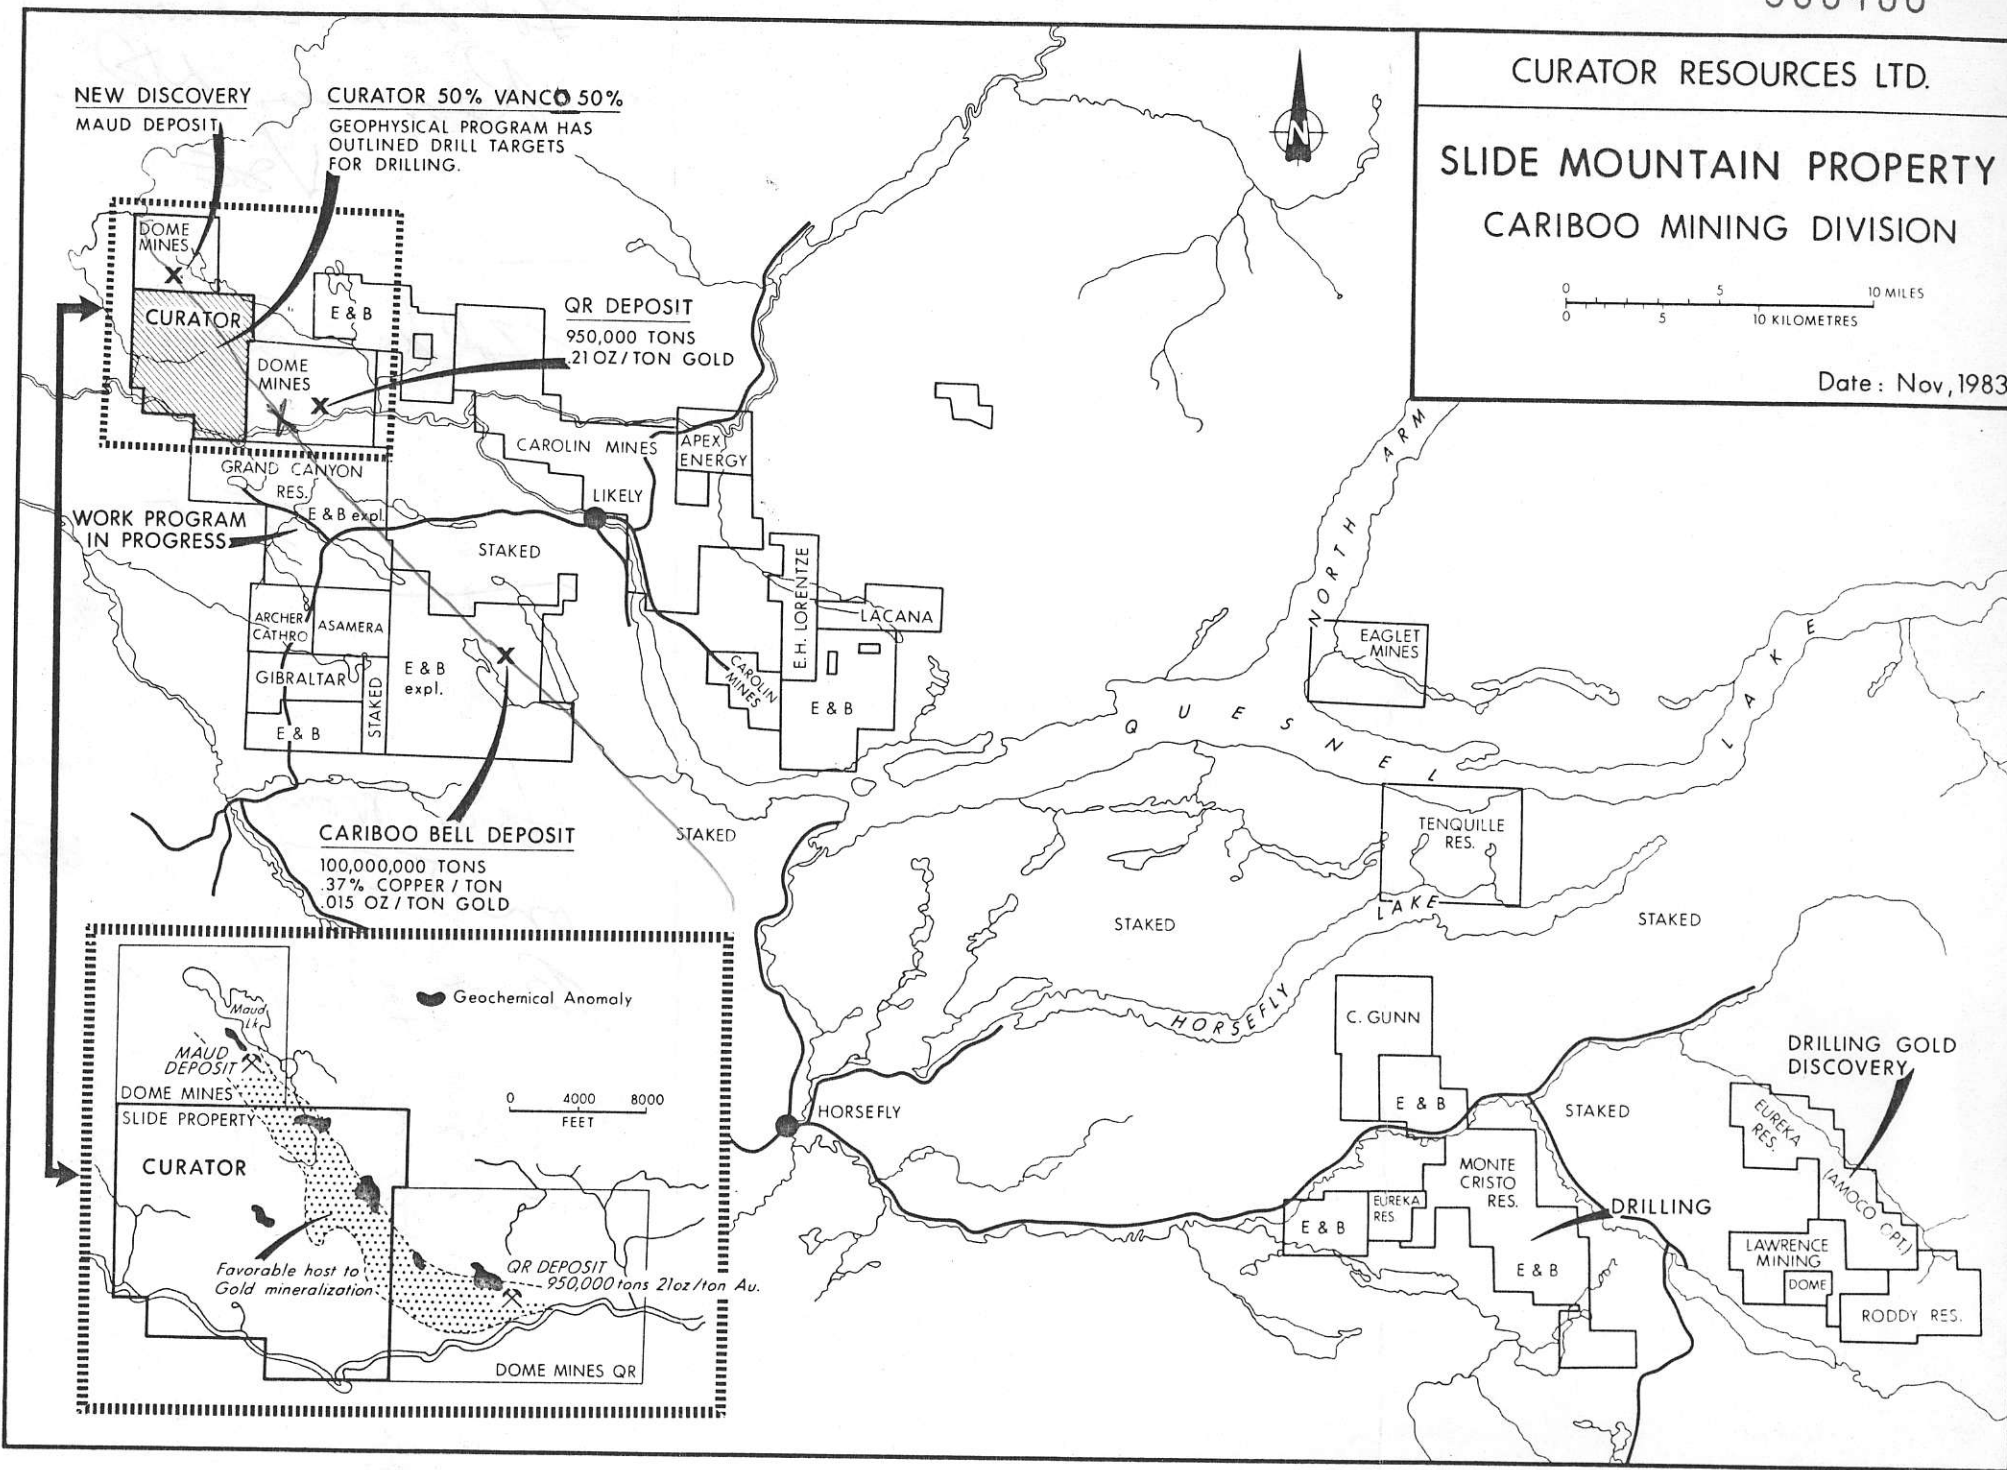 CURATOR RESOURCES LTD.
SLIDE MOUNTAIN PROPERTY
CARIBOO MINING DIVISION
0 5 10 MILES
0 5 10 KILOMETRES
Date: Nov, 1983
N
NEW DISCOVERY
MAUD DEPOSIT
CURATOR 50% VANCO 50%
GEOPHYSICAL PROGRAM HAS
OUTLINED DRILL TARGETS
FOR DRILLING.
DOME
MINES
X
CURATOR
E & B
QR DEPOSIT
950,000 TONS
.21 OZ/TON GOLD
DOME
MINES
X
CAROLIN MINES
APEX
ENERGY
GRAND CANYON
RES.
LIKELY
E & B expl.
WORK PROGRAM
IN PROGRESS
STAKED
ARCHER
CATHRO
ASAMERA
GIBRALTAR
STAKED
E & B
expl.
X
E & B
E.H. LORENTZE
LACANA
CAROLIN
MINES
E & B
NORTH ARM
EAGLET
MINES
QUESNEL
LAKE
CARIBOO BELL DEPOSIT
100,000,000 TONS
.37% COPPER / TON
.015 OZ/TON GOLD
STAKED
TENQUILLE
RES.
STAKED
HORSEFLY
LAKE
STAKED
HORSEFLY
C. GUNN
E & B
STAKED
DRILLING GOLD
DISCOVERY
EUREKA
RES.
(AMOCO OPT.)
MONTE
CRISTO
RES.
EUREKA
RES
E & B
DRILLING
E & B
LAWRENCE
MINING
DOME
RODDY RES.
Geochemical Anomaly
Maud
Lk
MAUD
DEPOSIT
DOME MINES
SLIDE PROPERTY
0 4000 8000
FEET
CURATOR
Favorable host to
Gold mineralization
QR DEPOSIT
950,000 tons 21oz/ton Au.
DOME MINES QR